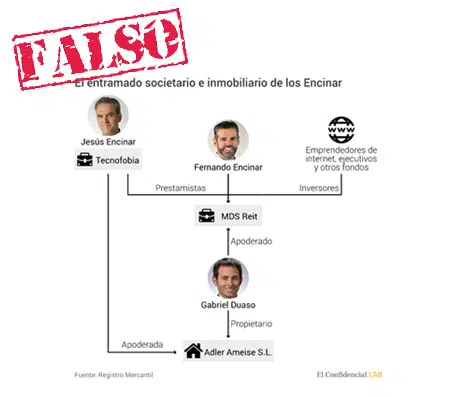 FALSO
El entramado societario e inmobiliario de los Encinar
Jesús Encinar
Tecnofobia
Fernando Encinar
WWW
Emprendedores de
internet, ejecutivos
y otros fondos
Prestamistas
Inversores
MDS Reit
Apoderado
Gabriel Duaso
Propietario
Apoderada
Adler Ameise S.L.
Fuente: Registro Mercantil
El Confidencial LAB